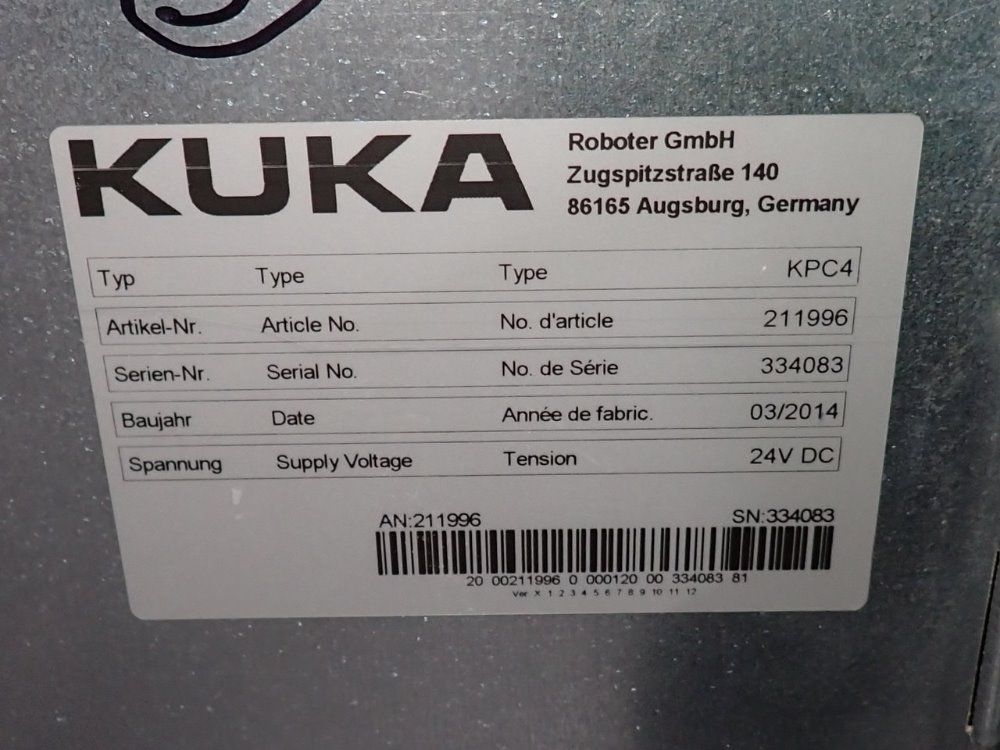 KUKA
Roboter GmbH
Zugspitzstraße 140
86165 Augsburg, Germany
Typ Type Type KPC4
Artikel-Nr. Article No. No. d'article 211996
Serien-Nr. Serial No. No. de Série 334083
Baujahr Date Année de fabric. 03/2014
Spannung Supply Voltage Tension 24V DC
AN:211996 SN:334083
20 00211996 0 000120 00 334083 81
Ver X 1 2 3 4 5 6 7 8 9 10 11 12